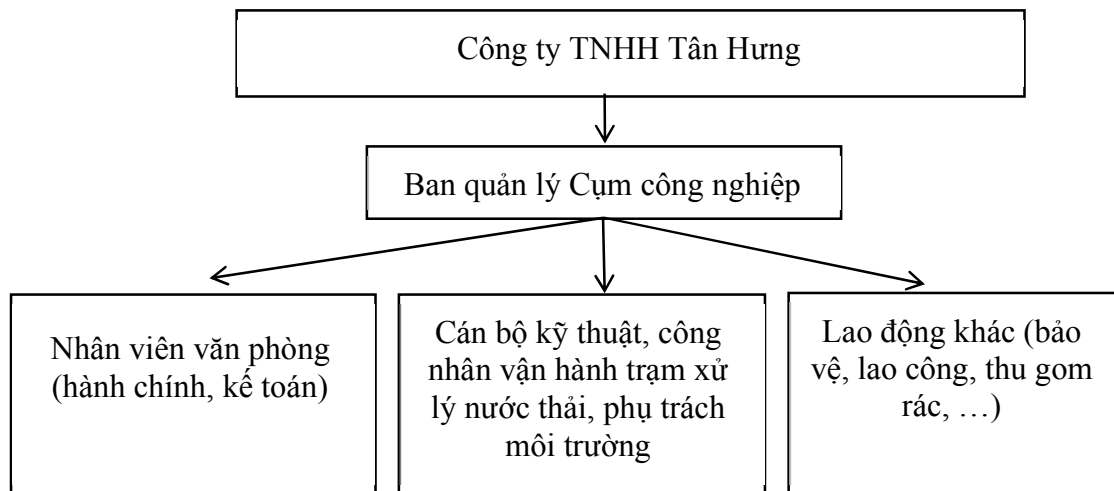 Công ty TNHH Tân Hưng
Ban quản lý Cụm công nghiệp
Nhân viên văn phòng
(hành chính, kế toán)
Cán bộ kỹ thuật, công
nhân vận hành trạm xử
lý nước thải, phụ trách
môi trường
Lao động khác (bảo
vệ, lao công, thu gom
rác, …)